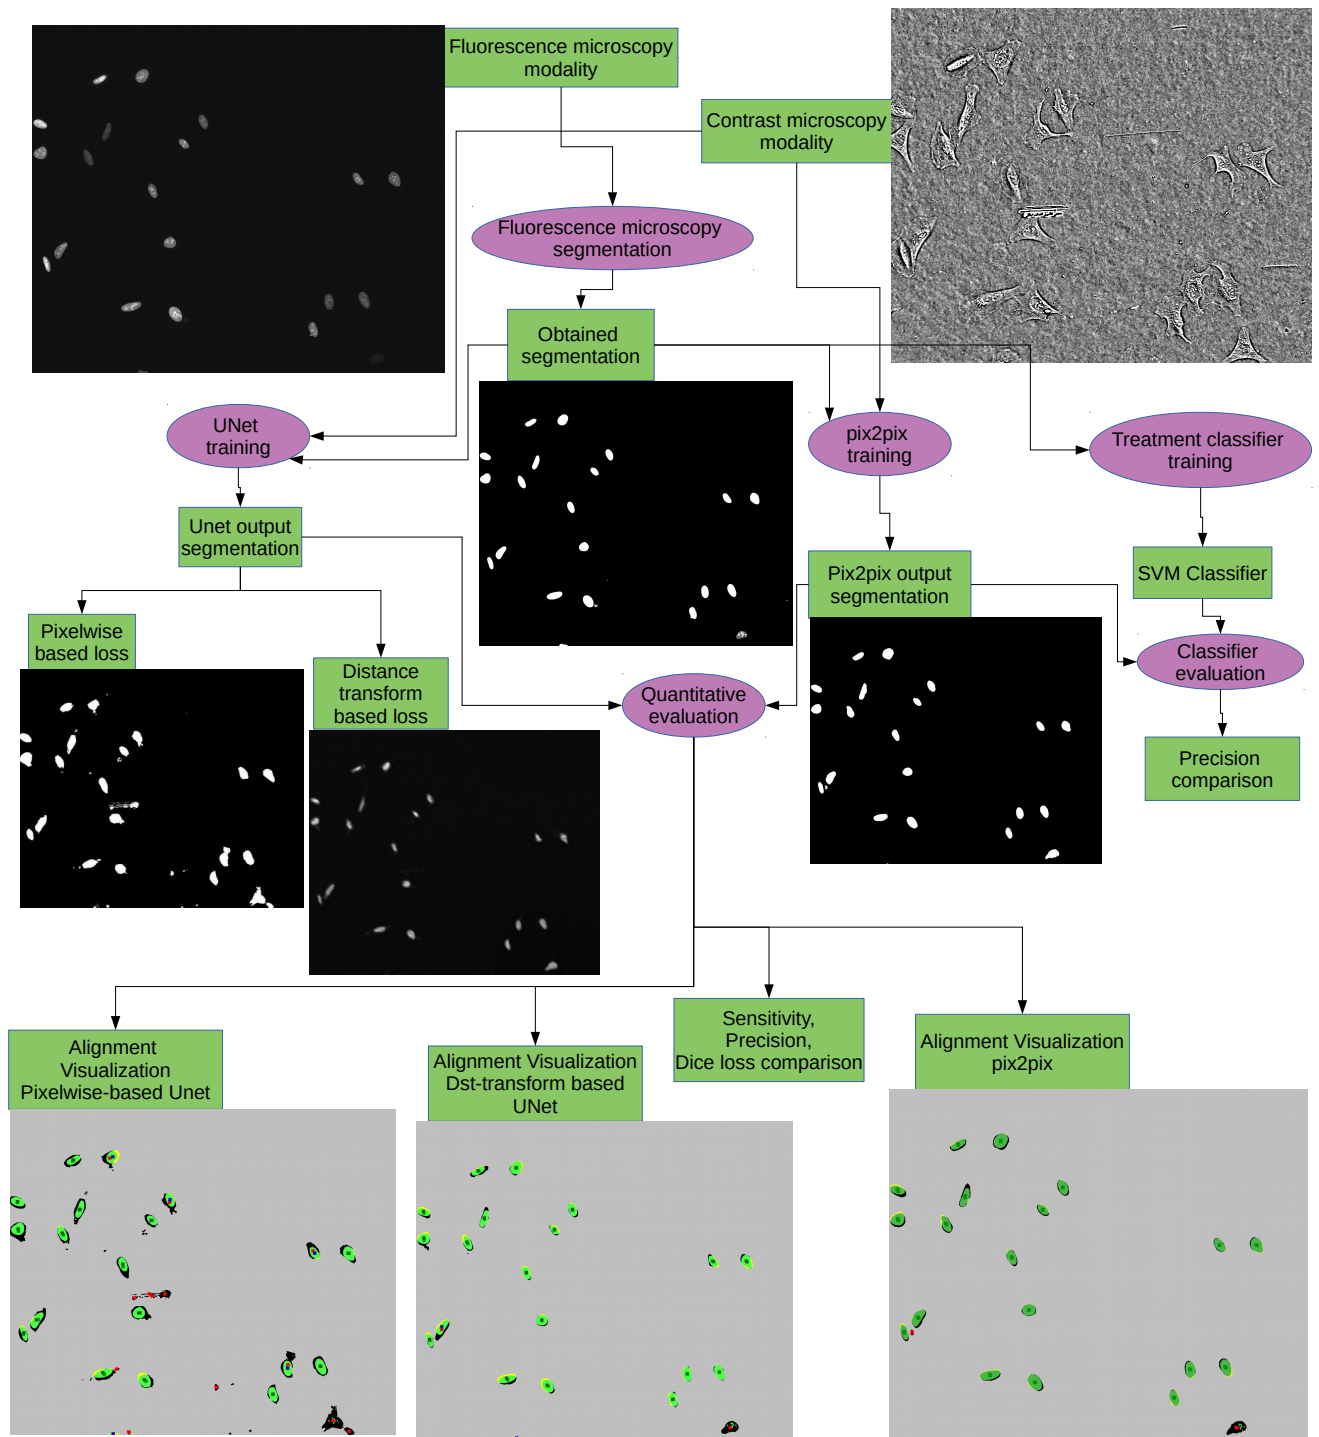 Fluorescence microscopy
modality
Contrast microscopy
modality
Fluorescence microscopy
segmentation
Obtained
segmentation
UNet
training
pix2pix
training
Treatment classifier
training
Unet output
segmentation
Pix2pix output
segmentation
SVM Classifier
Pixelwise
based loss
Distance
transform
based loss
Quantitative
evaluation
Classifier
evaluation
Precision
comparison
Alignment
Visualization
Pixelwise-based Unet
Alignment Visualization
Dst-transform based
UNet
Sensitivity,
Precision,
Dice loss comparison
Alignment Visualization
pix2pix